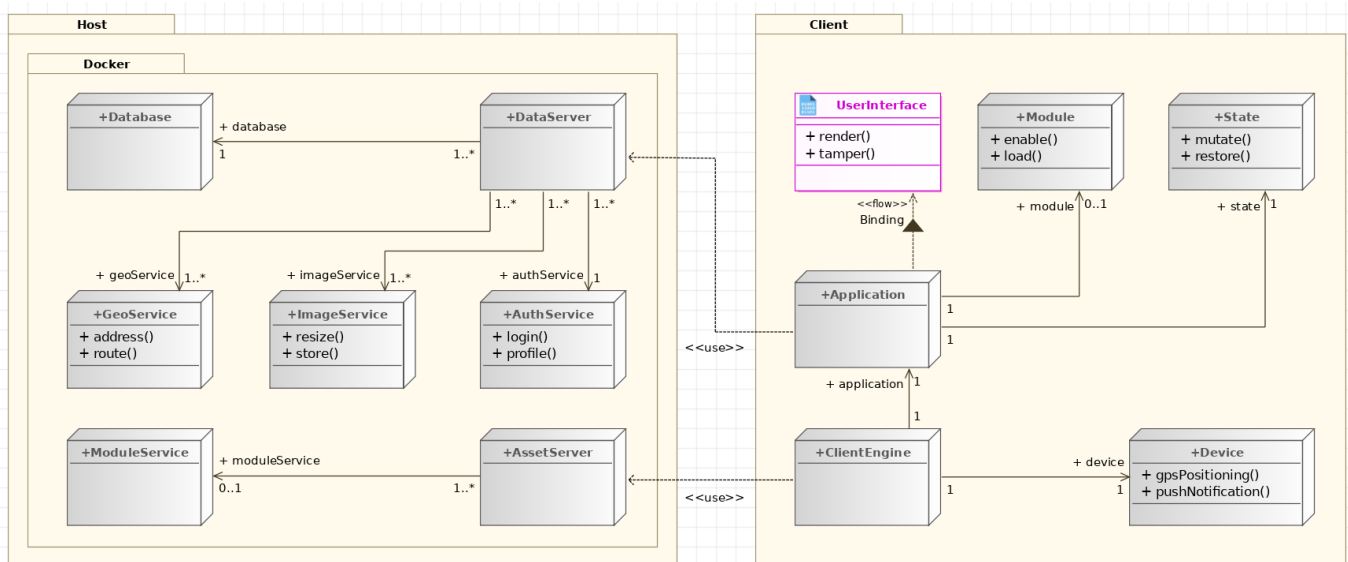 Host
Client
Docker
+Database
+ database
1
1..*
+DataServer
UserInterface
+ render()
+ tamper()
+Module
+ enable()
+ load()
+State
+ mutate()
+ restore()
1..*
1..*
1..*
<<flow>>
Binding
+ module
0..1
+ state
1
+ geoService
1..*
+ imageService
1..*
+ authService
1
+GeoService
+ address()
+ route()
+ImageService
+ resize()
+ store()
+AuthService
+ login()
+ profile()
<<use>>
+Application
1
1
+ application
1
1
+ModuleService
+ moduleService
0..1
1..*
+AssetServer
<<use>>
+ClientEngine
1
+ device
1
+Device
+ gpsPositioning()
+ pushNotification()